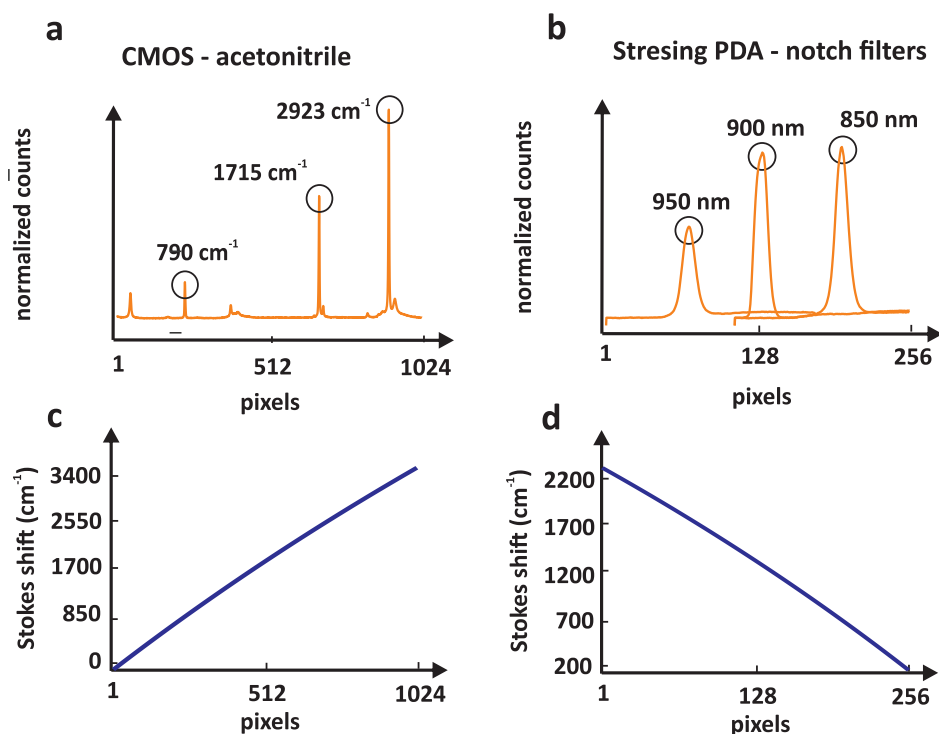 a
CMOS - acetonitrile
normalized counts
790 cm⁻¹
1715 cm⁻¹
2923 cm⁻¹
1
512
1024
pixels
b
Stresing PDA - notch filters
normalized counts
950 nm
900 nm
850 nm
1
128
256
pixels
c
Stokes shift (cm⁻¹)
3400
2550
1700
850
0
1
512
1024
pixels
d
Stokes shift (cm⁻¹)
2200
1700
1200
700
200
1
128
256
pixels